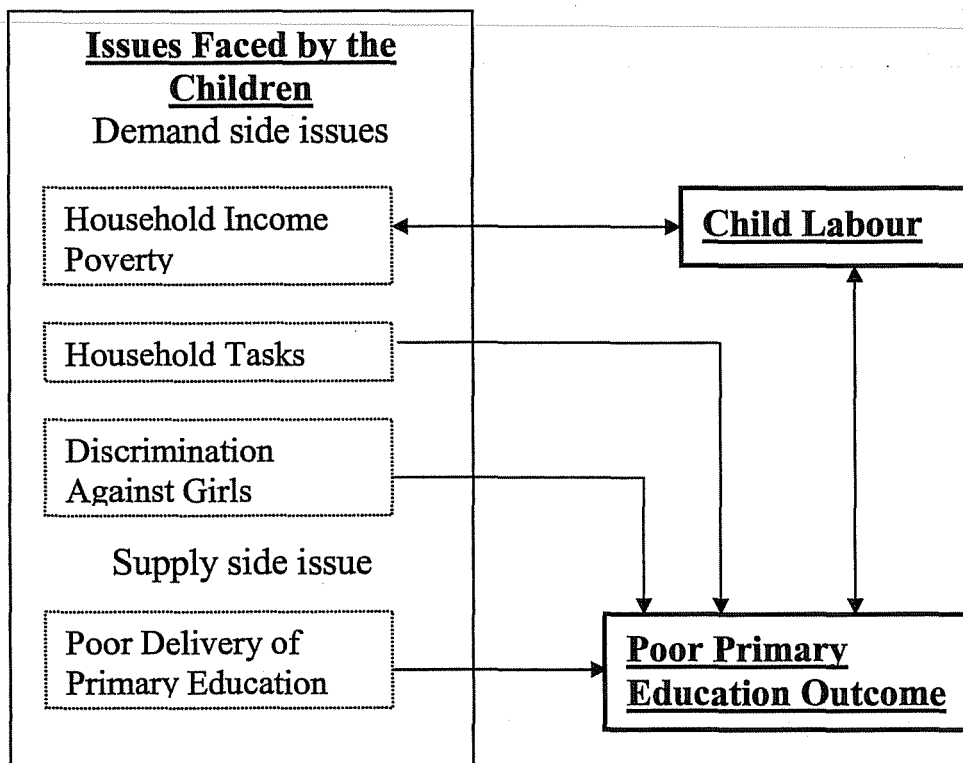 Issues Faced by the
Children
Demand side issues
Household Income
Poverty
Child Labour
Household Tasks
Discrimination
Against Girls
Supply side issue
Poor Delivery of
Primary Education
Poor Primary
Education Outcome